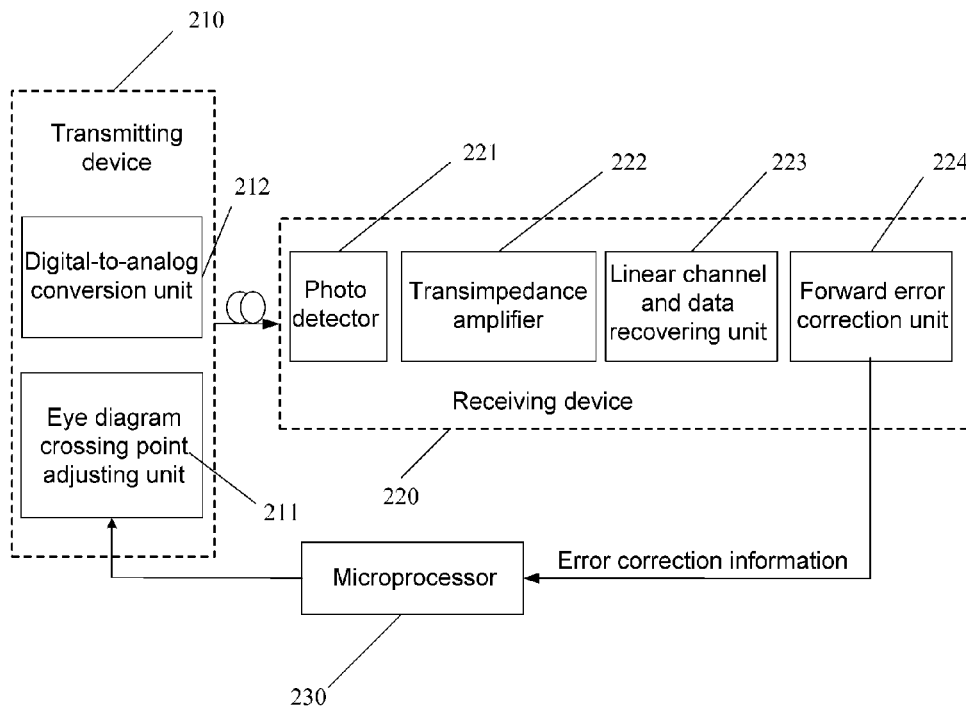 210
Transmitting
device
212
Digital-to-analog
conversion unit
Eye diagram
crossing point
adjusting unit
211
221
222
223
224
Photo
detector
Transimpedance
amplifier
Linear channel
and data
recovering unit
Forward error
correction unit
Receiving device
220
Error correction information
Microprocessor
230